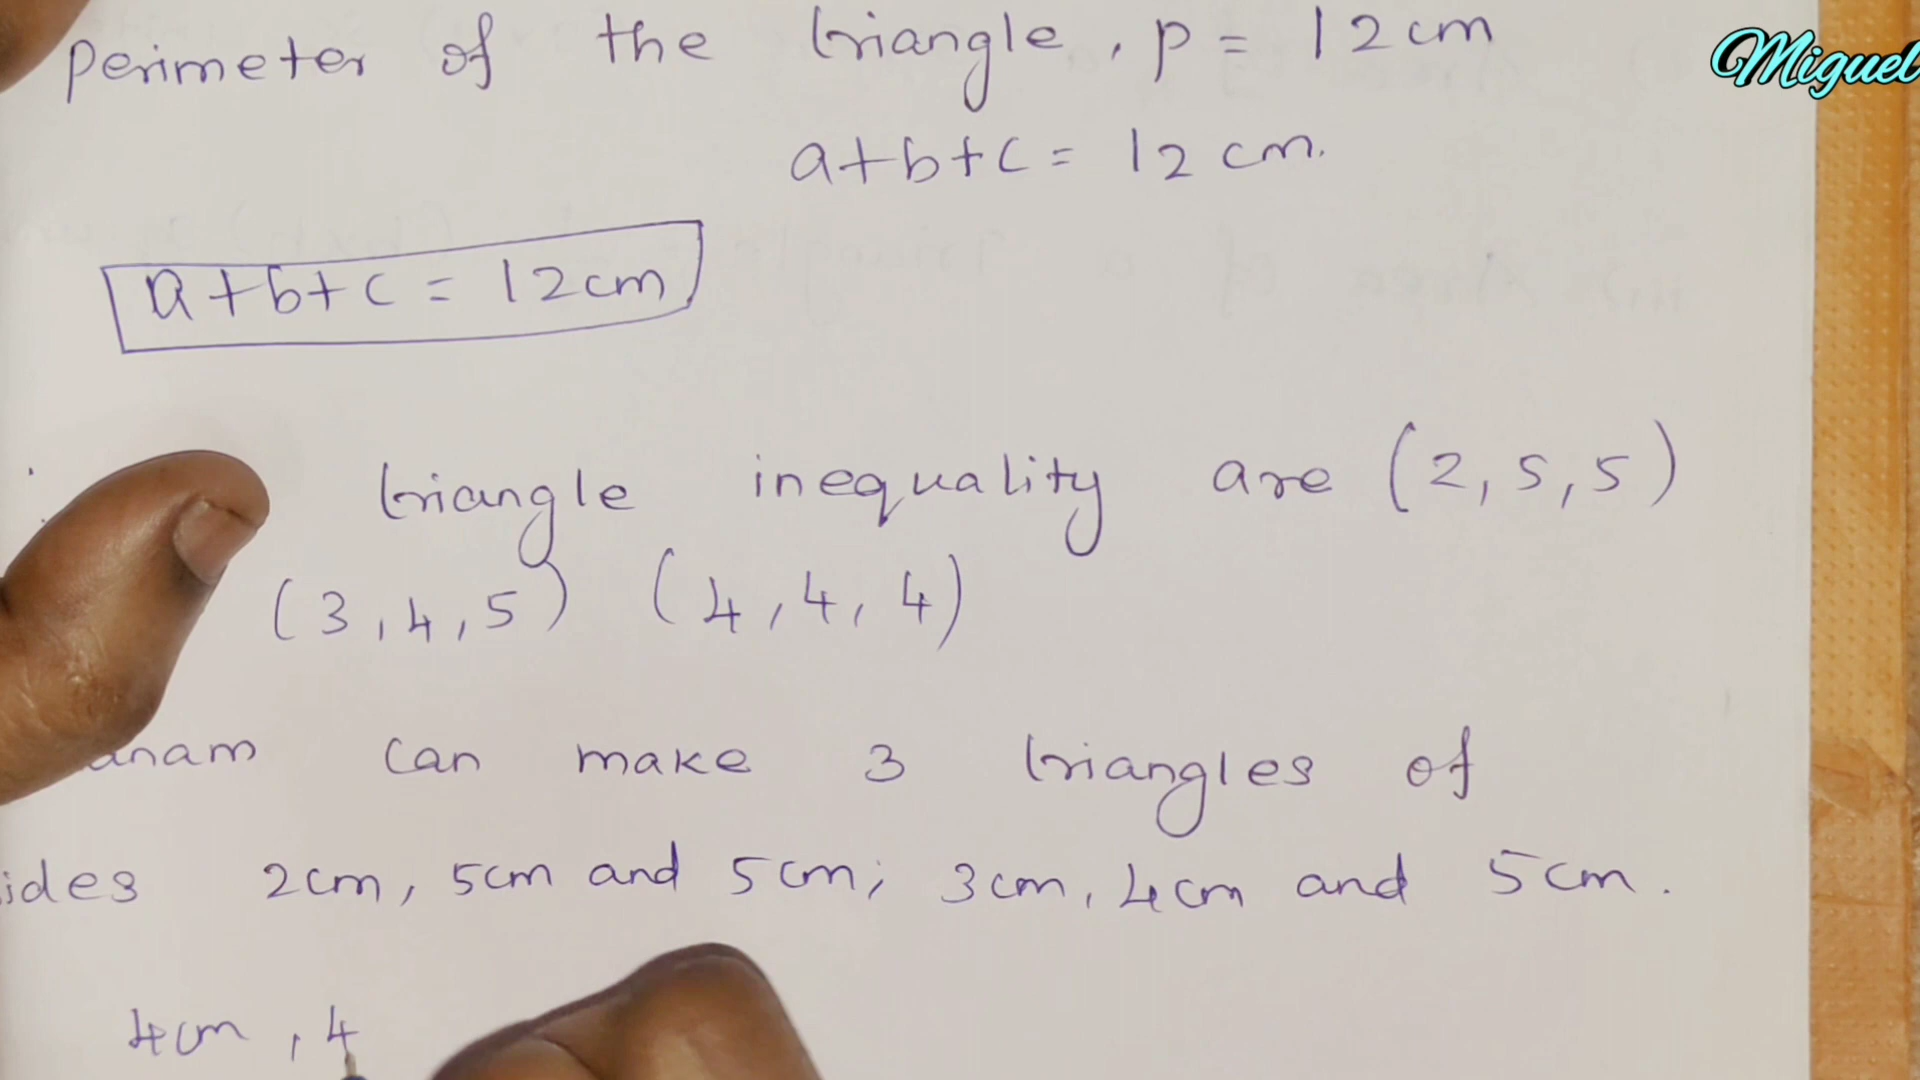 Perimeter of the triangle, p = 12cm
Miguel
a+b+c = 12 cm.
a+b+c = 12cm
triangle inequality are (2,5,5)
(3,4,5) (4,4,4)
can make 3 triangles of
2cm, 5cm and 5cm; 3cm, 4cm and 5cm.
4cm, 4